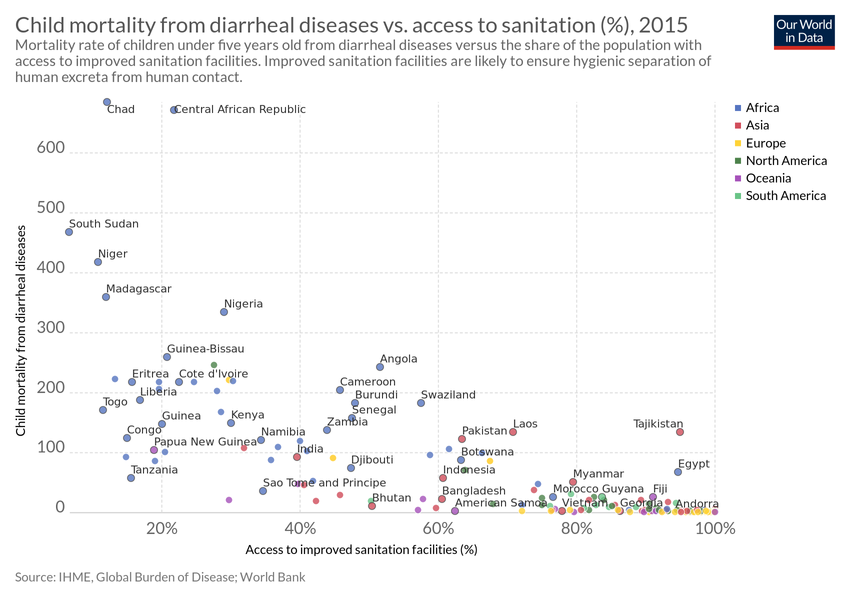 Child mortality from diarrheal diseases vs. access to sanitation (%), 2015
Our World
in Data
Mortality rate of children under five years old from diarrheal diseases versus the share of the population with
access to improved sanitation facilities. Improved sanitation facilities are likely to ensure hygienic separation of
human excreta from human contact.
Chad
Central African Republic
Africa
Asia
Europe
North America
Oceania
South America
600
500
400
300
200
100
0
Child mortality from diarrheal diseases
South Sudan
Niger
Madagascar
Nigeria
Guinea-Bissau
Angola
Eritrea
Cote d'Ivoire
Cameroon
Liberia
Burundi
Swaziland
Togo
Senegal
Guinea
Kenya
Zambia
Tajikistan
Laos
Congo
Namibia
Pakistan
Papua New Guinea
India
Botswana
Tanzania
Djibouti
Indonesia
Egypt
Myanmar
Sao Tome and Principe
Bhutan
Bangladesh
Morocco
Guyana
Fiji
American Samoa
Vietnam
Georgia
Andorra
20%
40%
60%
80%
100%
Access to improved sanitation facilities (%)
Source: IHME, Global Burden of Disease; World Bank